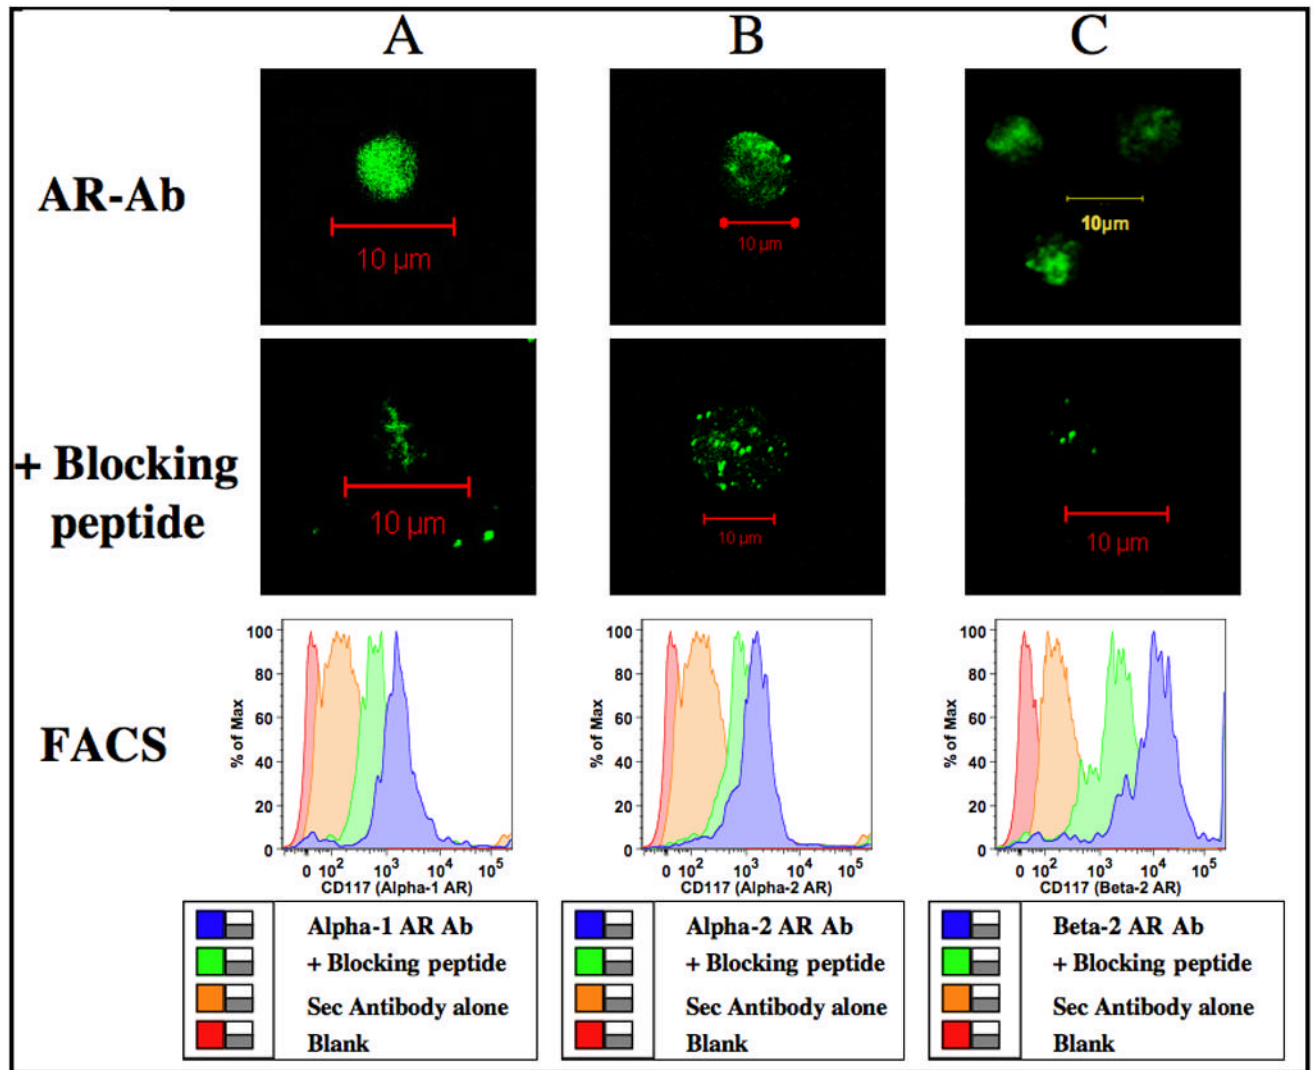 A B C
AR-Ab
10 µm
10 µm
10µm
+ Blocking
peptide
10 µm
10 µm
10 µm
FACS
% of Max
100
80
60
40
20
0
0 10² 10³ 10⁴ 10⁵
CD117 (Alpha-1 AR)
% of Max
100
80
60
40
20
0
0 10² 10³ 10⁴ 10⁵
CD117 (Alpha-2 AR)
% of Max
100
80
60
40
20
0
0 10² 10³ 10⁴ 10⁵
CD117 (Beta-2 AR)
Alpha-1 AR Ab
+ Blocking peptide
Sec Antibody alone
Blank
Alpha-2 AR Ab
+ Blocking peptide
Sec Antibody alone
Blank
Beta-2 AR Ab
+ Blocking peptide
Sec Antibody alone
Blank